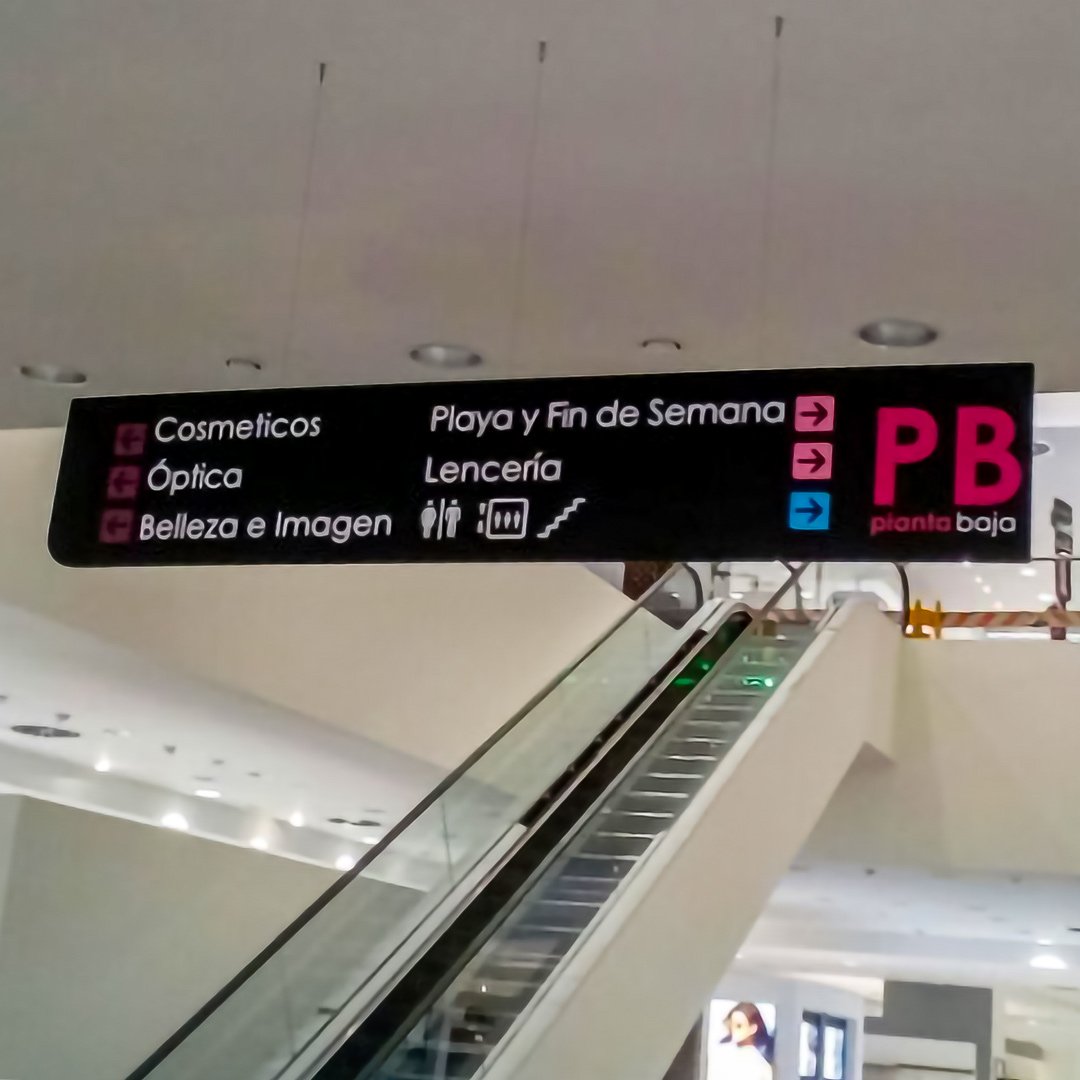 Cosmeticos
Óptica
Belleza e Imagen
Playa y Fin de Semana
Lencería
PB
planta baja